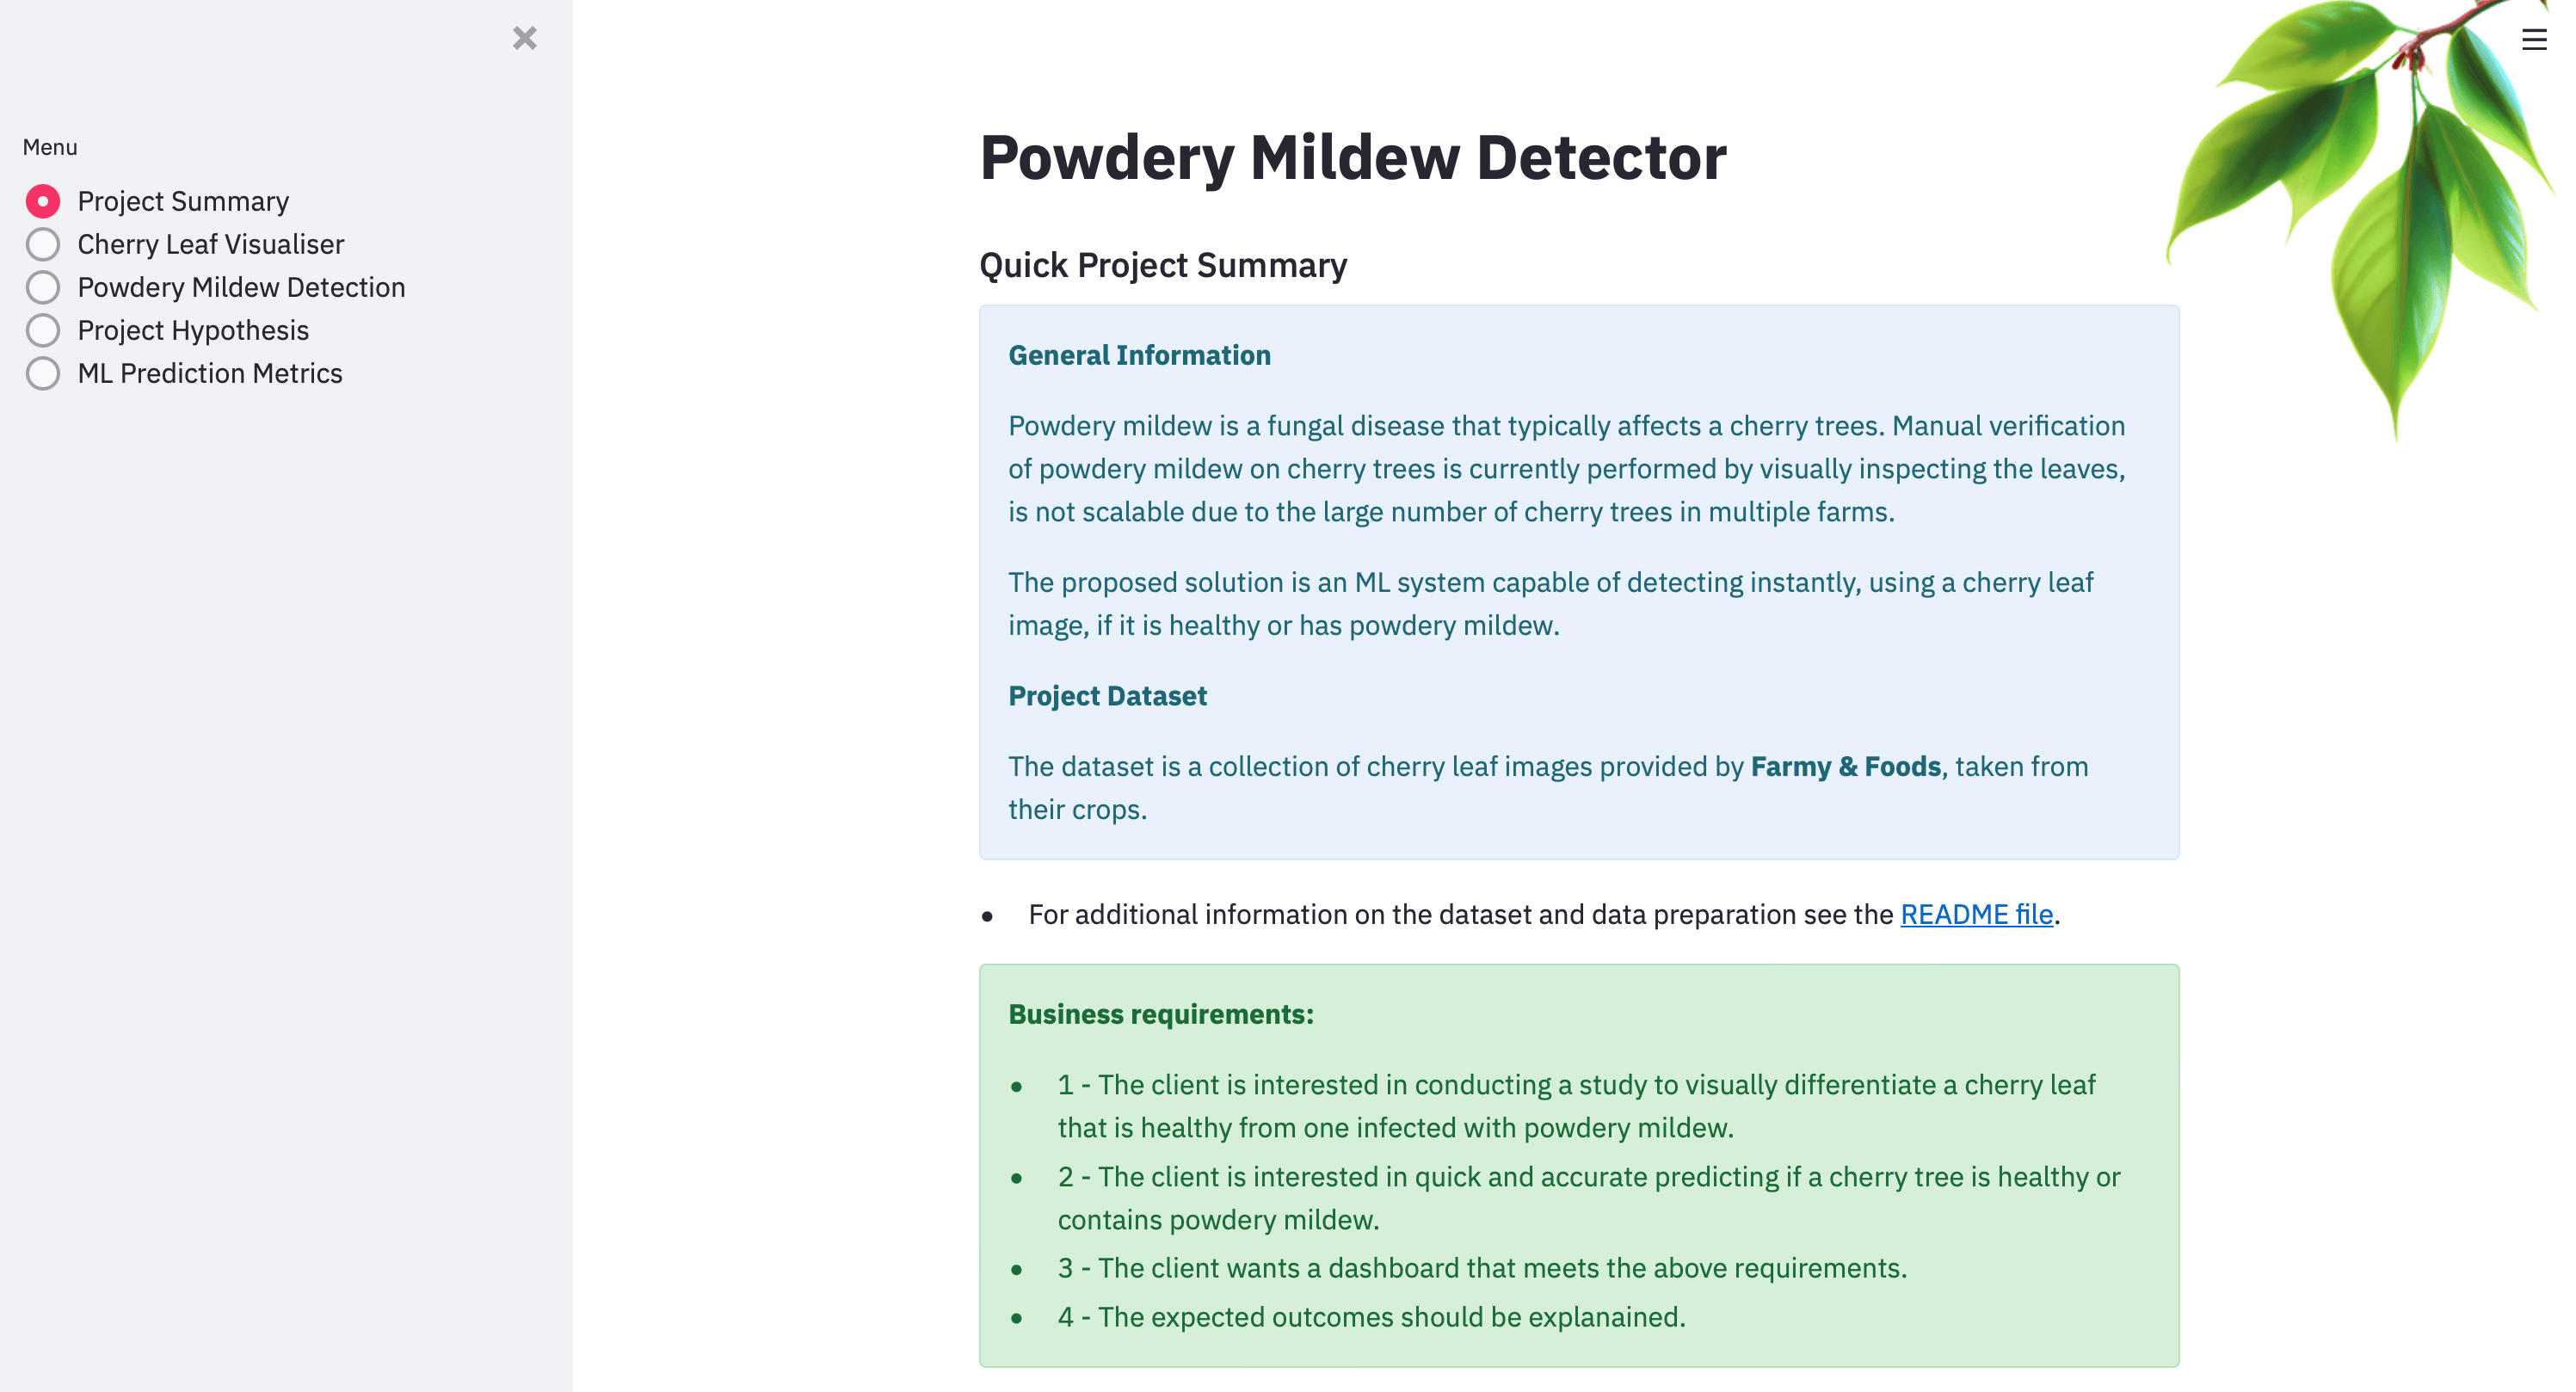 Menu
Project Summary
Cherry Leaf Visualiser
Powdery Mildew Detection
Project Hypothesis
ML Prediction Metrics
Powdery Mildew Detector
Quick Project Summary
General Information
Powdery mildew is a fungal disease that typically affects a cherry trees. Manual verification
of powdery mildew on cherry trees is currently performed by visually inspecting the leaves,
is not scalable due to the large number of cherry trees in multiple farms.
The proposed solution is an ML system capable of detecting instantly, using a cherry leaf
image, if it is healthy or has powdery mildew.
Project Dataset
The dataset is a collection of cherry leaf images provided by Farmy & Foods, taken from
their crops.
• For additional information on the dataset and data preparation see the README file.
Business requirements:
• 1 - The client is interested in conducting a study to visually differentiate a cherry leaf
that is healthy from one infected with powdery mildew.
• 2 - The client is interested in quick and accurate predicting if a cherry tree is healthy or
contains powdery mildew.
• 3 - The client wants a dashboard that meets the above requirements.
• 4 - The expected outcomes should be explanained.